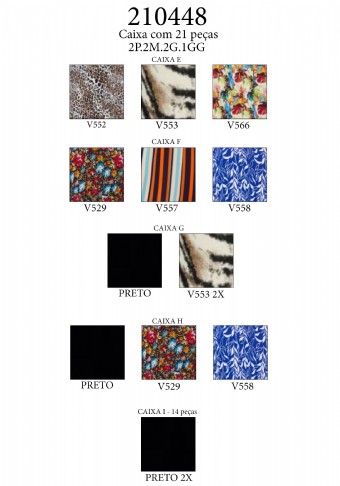 210448
Caixa com 21 peças
2P.2M.2G.1GG
CAIXA E
V552 V553 V566
CAIXA F
V529 V557 V558
CAIXA G
PRETO V553 2X
CAIXA H
PRETO V529 V558
CAIXA I - 14 peças
PRETO 2X